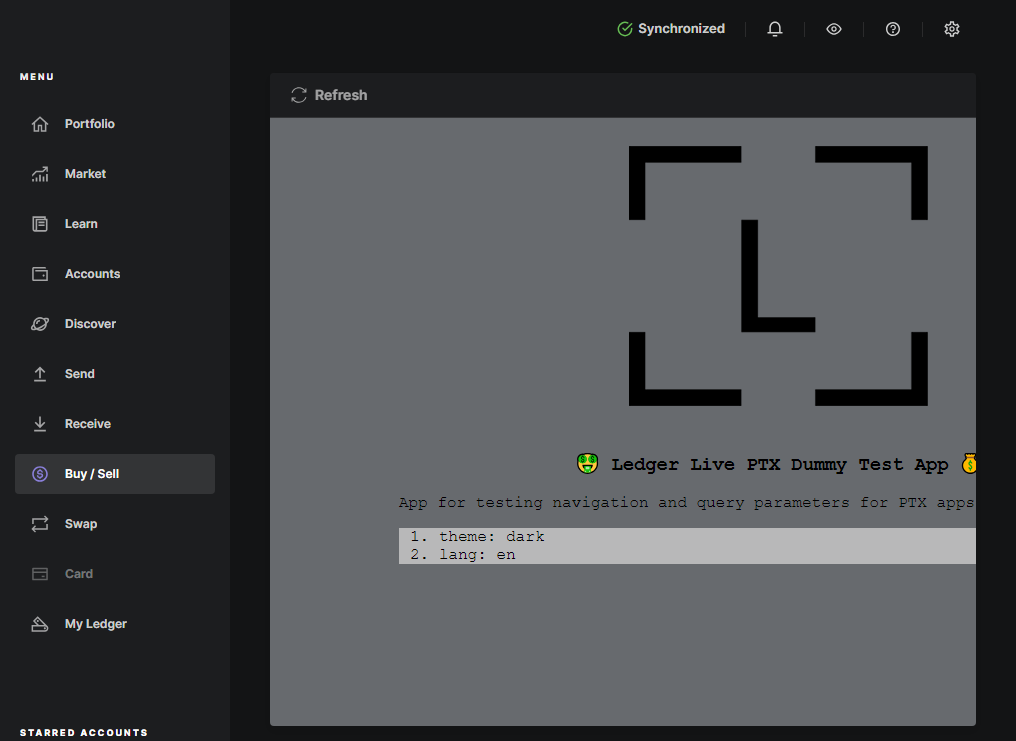 Synchronized
MENU
Portfolio
Market
Learn
Accounts
Discover
Send
Receive
Buy / Sell
Swap
Card
My Ledger
STARRED ACCOUNTS
Refresh
🤑 Ledger Live PTX Dummy Test App 💰
App for testing navigation and query parameters for PTX apps
1. theme: dark
2. lang: en